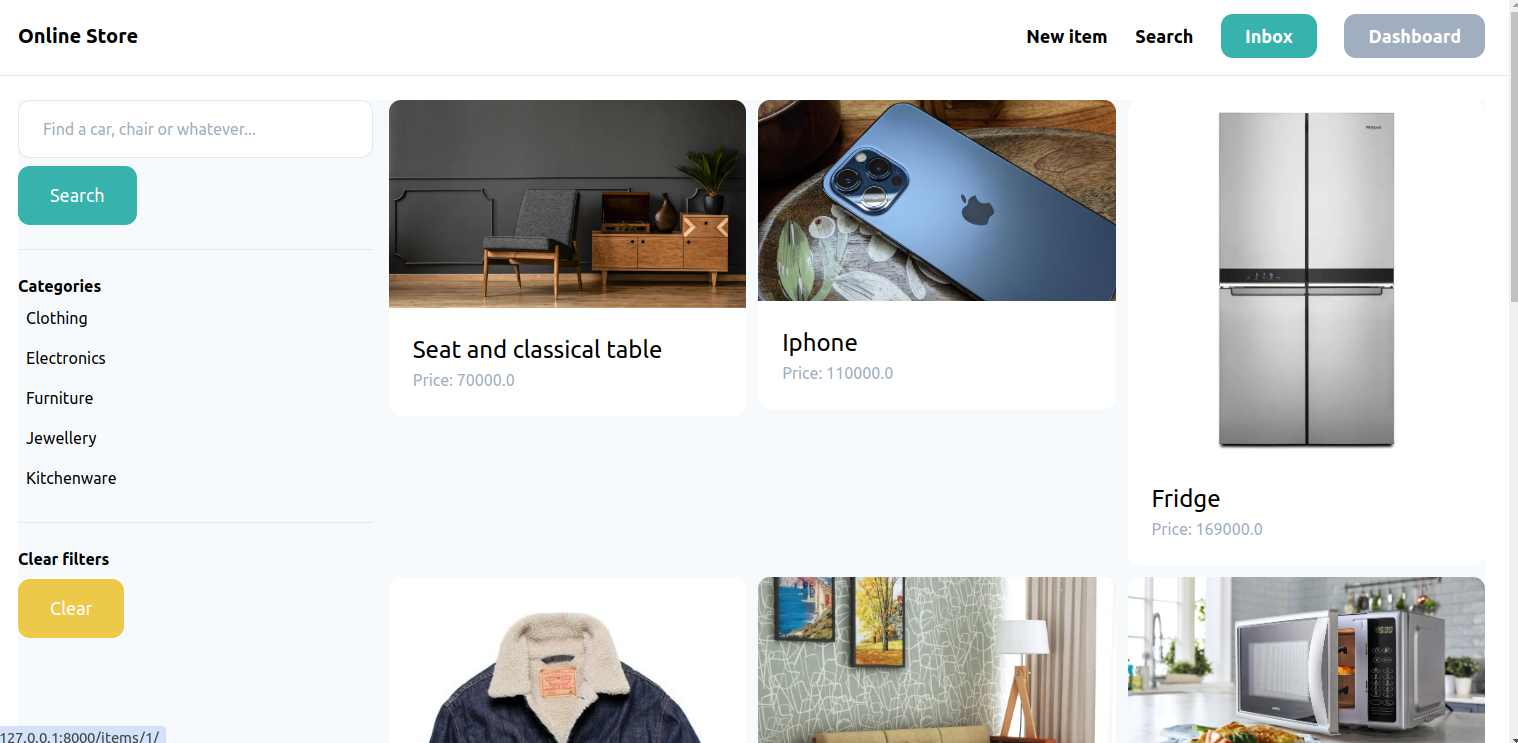 Online Store
New item
Search
Inbox
Dashboard
Find a car, chair or whatever...
Search
Categories
Clothing
Electronics
Furniture
Jewellery
Kitchenware
Clear filters
Clear
Seat and classical table
Price: 70000.0
Iphone
Price: 110000.0
Whirlpool
Fridge
Price: 169000.0
127.0.0.1:8000/items/1/